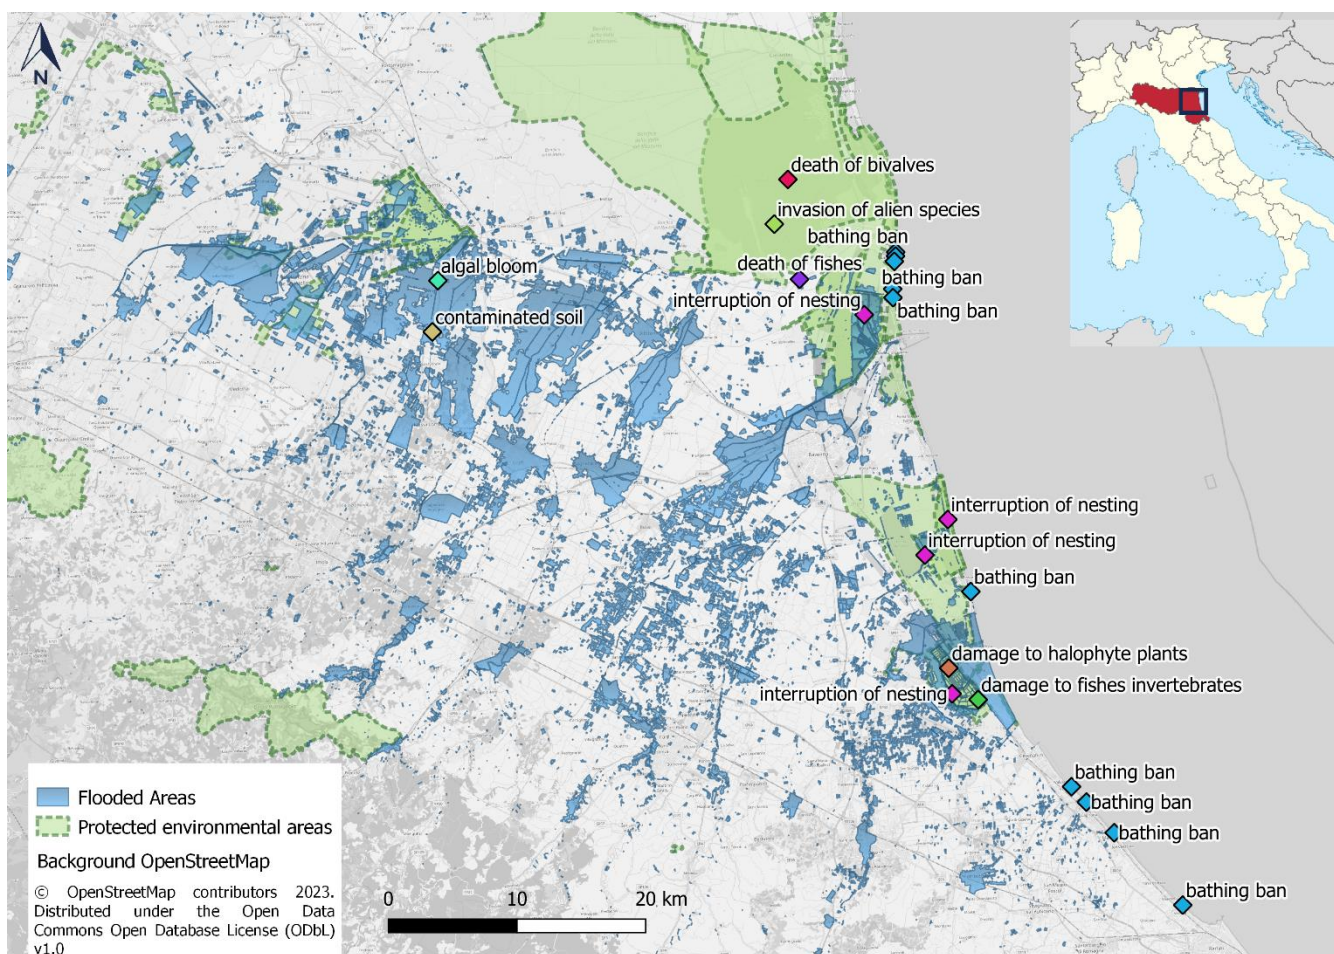 N
death of bivalves
invasion of alien species
bathing ban
death of fishes
bathing ban
algal bloom
interruption of nesting
bathing ban
contaminated soil
Ravenna
interruption of nesting
interruption of nesting
bathing ban
damage to halophyte plants
damage to fishes invertebrates
interruption of nesting
bathing ban
bathing ban
bathing ban
bathing ban
Flooded Areas
Protected environmental areas
Background OpenStreetMap
© OpenStreetMap contributors 2023.
Distributed under the Open Data
Commons Open Database License (ODbL)
v1.0
0 10 20 km